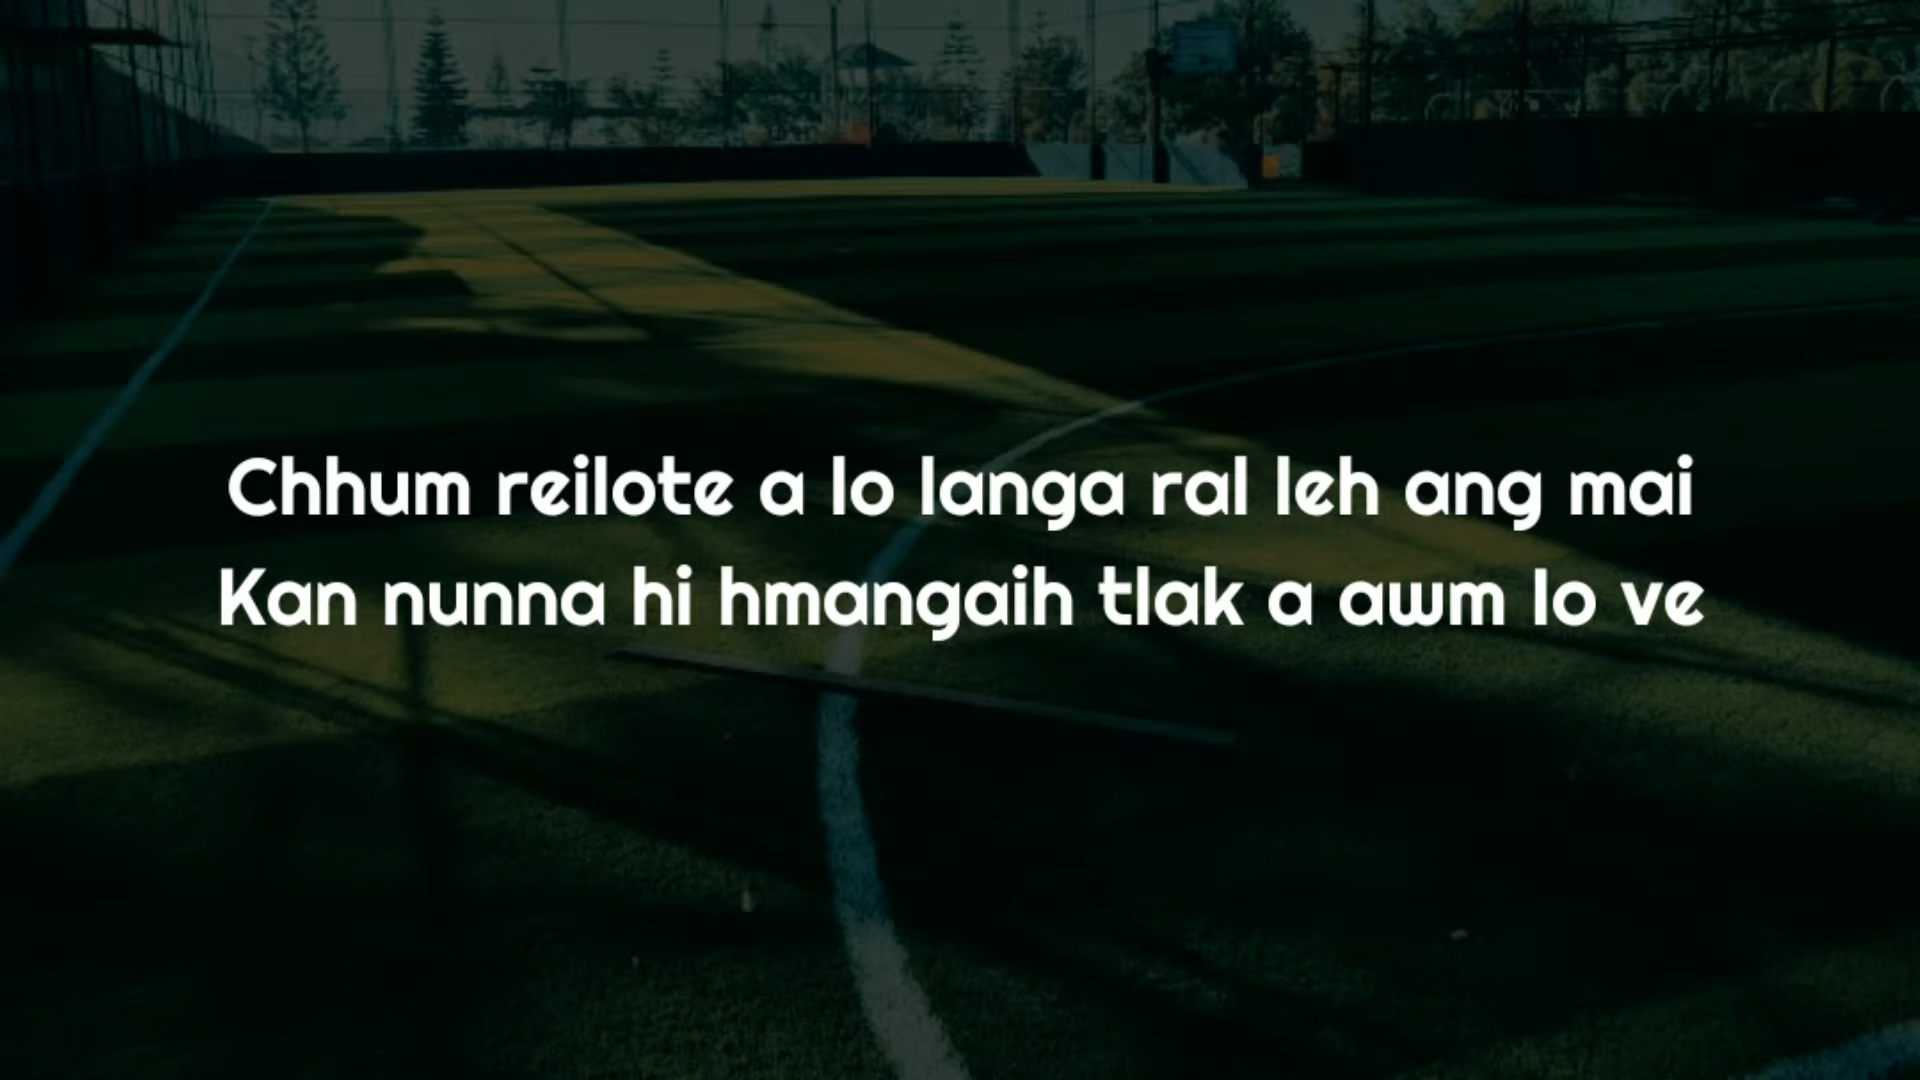 Chhum reilote a lo langa ral leh ang mai
Kan nunna hi hmangaih tlak a awm lo ve